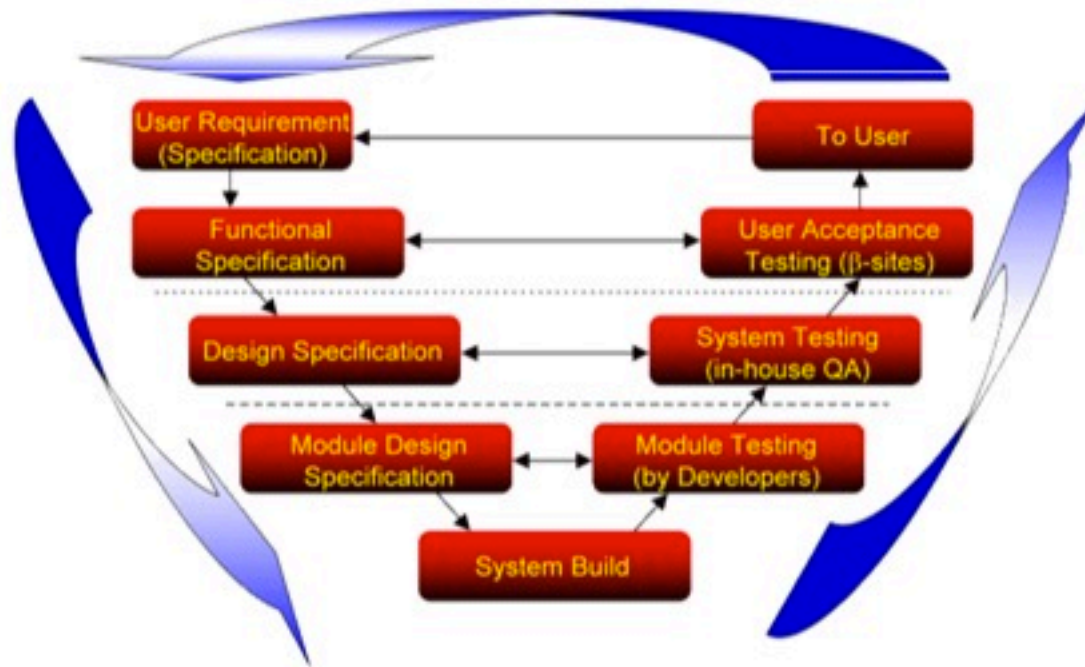 User Requirement
(Specification)
To User
Functional
Specification
User Acceptance
Testing (β-sites)
Design Specification
System Testing
(in-house QA)
Module Design
Specification
Module Testing
(by Developers)
System Build